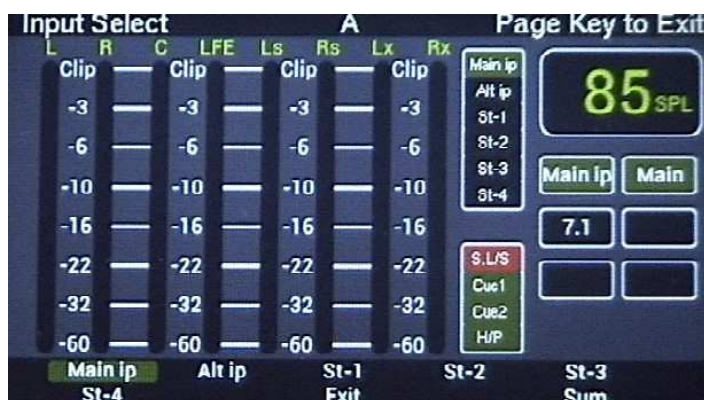 Input Select A Page Key to Exit
L R C LFE Ls Rs Lx Rx
Clip Clip Clip Clip
-3 -3 -3 -3
-6 -6 -6 -6
-10 -10 -10 -10
-16 -16 -16 -16
-22 -22 -22 -22
-32 -32 -32 -32
-60 -60 -60 -60
Main ip
Alt ip
St-1
St-2
St-3
St-4
S.L/S
Cue1
Cue2
H/P
85 SPL
Main ip Main
7.1
Main ip Alt ip St-1 St-2 St-3
St-4 Exit Sum